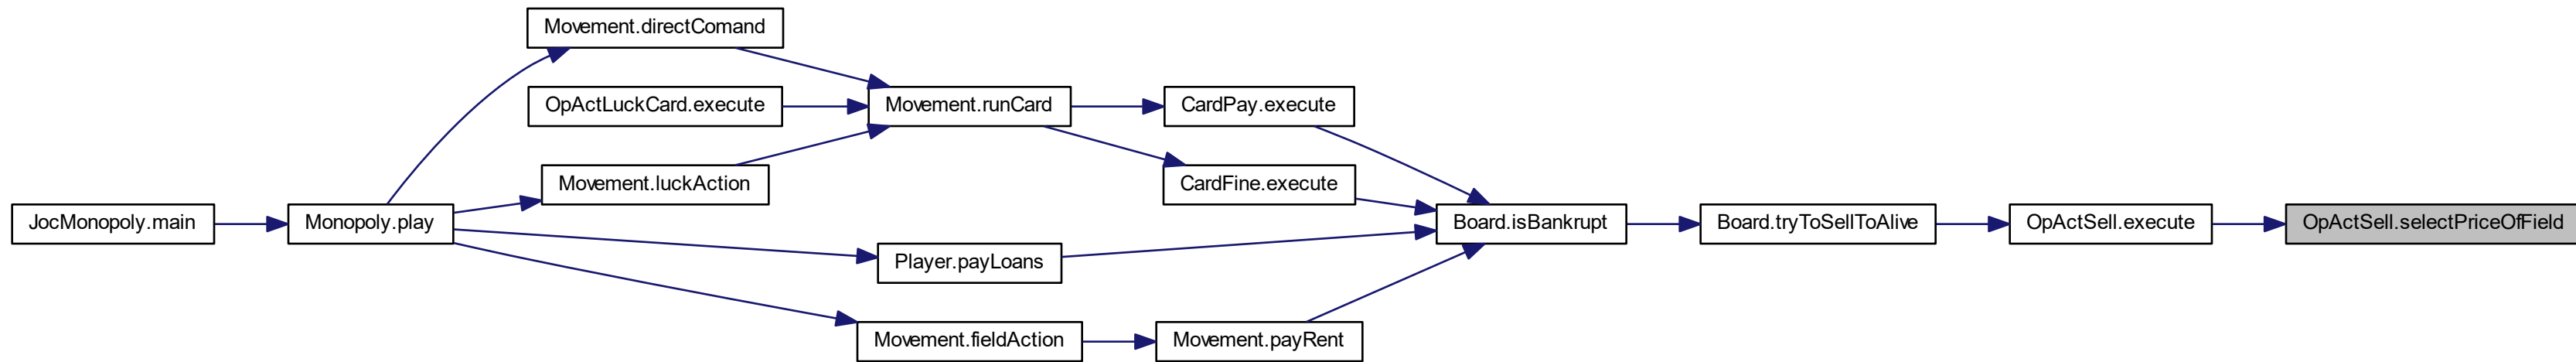 Movement.directComand
OpActLuckCard.execute
Movement.runCard
CardPay.execute
Movement.luckAction
CardFine.execute
JocMonopoly.main
Monopoly.play
Board.isBankrupt
Board.tryToSellToAlive
OpActSell.execute
OpActSell.selectPriceOfField
Player.payLoans
Movement.fieldAction
Movement.payRent